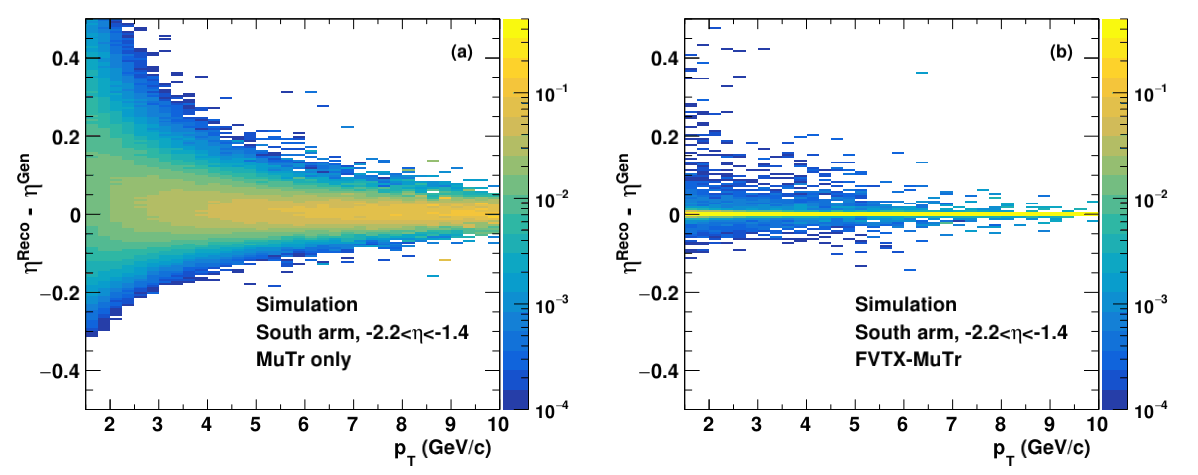 (a)
η^Reco - η^Gen
0.4
0.2
0
−0.2
−0.4
Simulation
South arm, -2.2<η<-1.4
MuTr only
2 3 4 5 6 7 8 9 10
p_T (GeV/c)
10^−1
10^−2
10^−3
10^−4
(b)
η^Reco - η^Gen
0.4
0.2
0
−0.2
−0.4
Simulation
South arm, -2.2<η<-1.4
FVTX-MuTr
2 3 4 5 6 7 8 9 10
p_T (GeV/c)
10^−1
10^−2
10^−3
10^−4